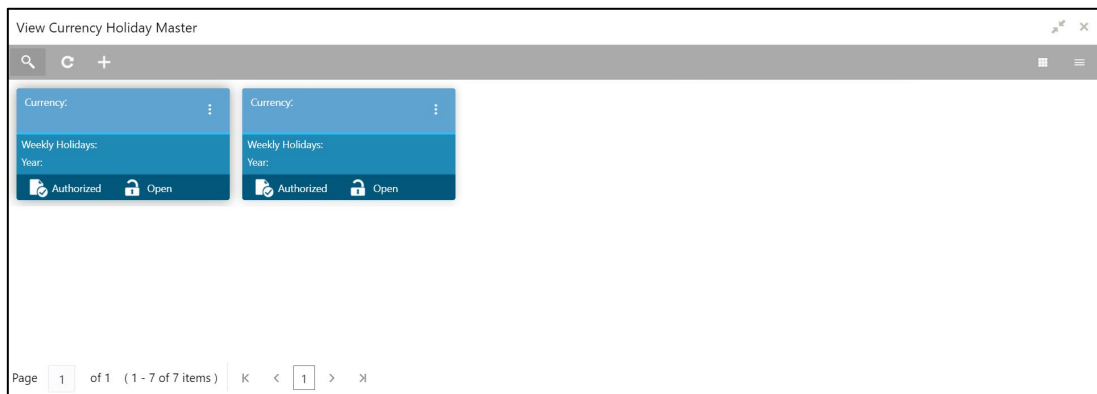 View Currency Holiday Master
Currency: Currency:
Weekly Holidays: Weekly Holidays:
Year: Year:
Authorized Open Authorized Open
Page 1 of 1 ( 1 - 7 of 7 items ) 1